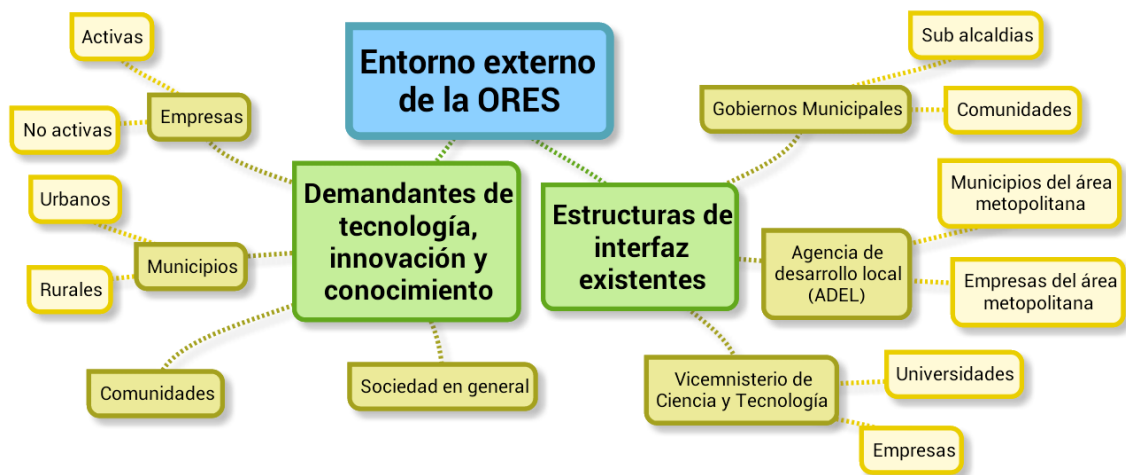 Entorno externo
de la ORES
Demandantes de
tecnología,
innovación y
conocimiento
Empresas
Activas
No activas
Municipios
Urbanos
Rurales
Comunidades
Sociedad en general
Estructuras de
interfaz
existentes
Gobiernos Municipales
Sub alcaldias
Comunidades
Agencia de
desarrollo local
(ADEL)
Municipios del área
metopolitana
Empresas del área
metopolitana
Vicemnisterio de
Ciencia y Tecnología
Universidades
Empresas